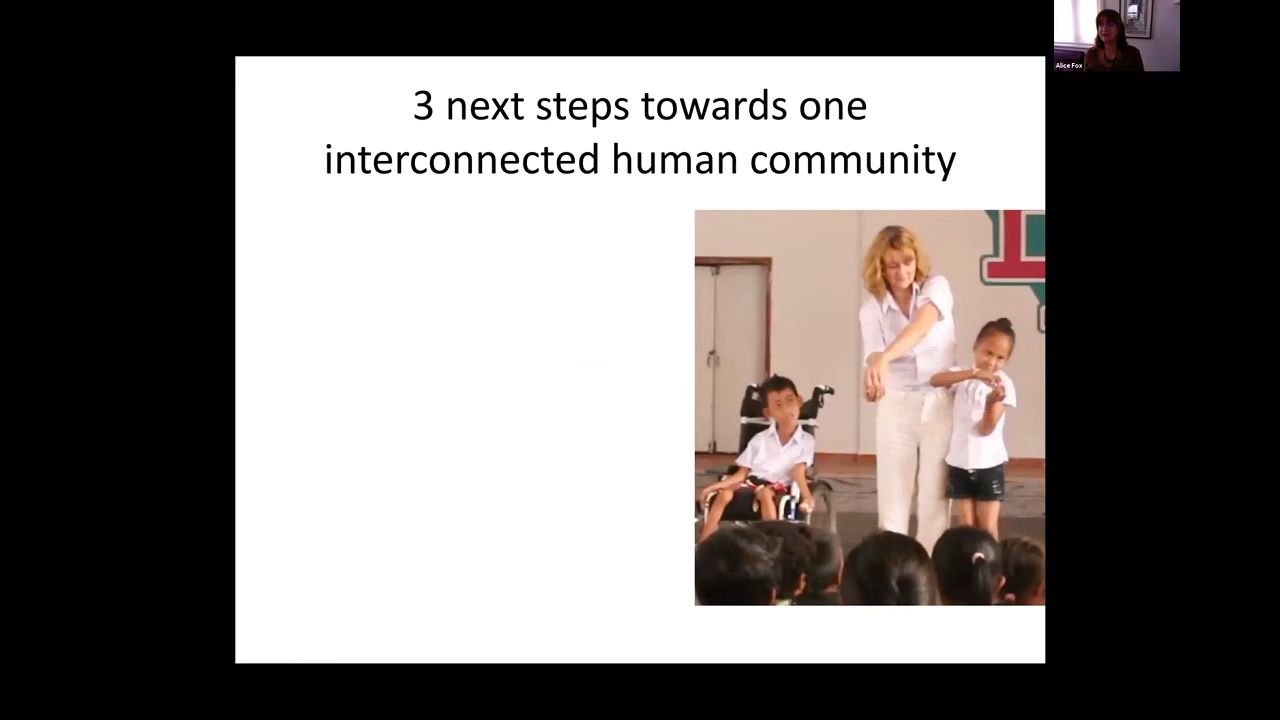 3 next steps towards one
interconnected human community
Alice Fox